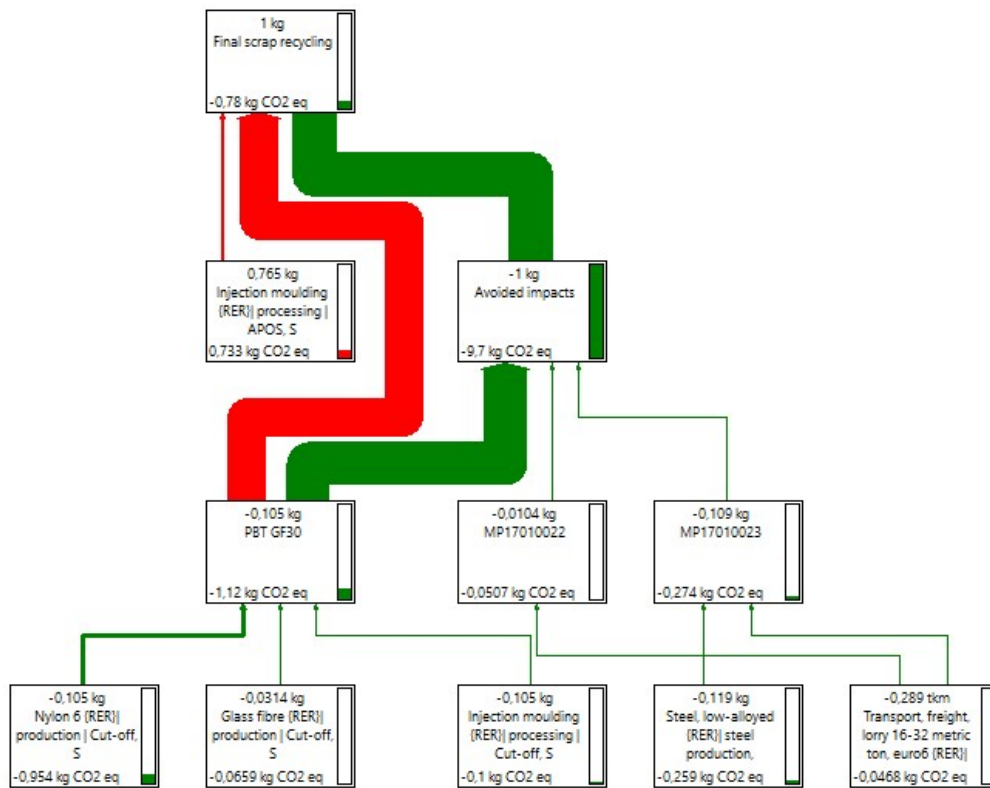 1 kg
Final scrap recycling
-0,78 kg CO2 eq
0,765 kg
Injection moulding
{RER}| processing |
APOS, S
0,733 kg CO2 eq
-1 kg
Avoided impacts
-9,7 kg CO2 eq
-0,105 kg
PBT GF30
-1,12 kg CO2 eq
-0,0104 kg
MP17010022
-0,0507 kg CO2 eq
-0,109 kg
MP17010023
-0,274 kg CO2 eq
-0,105 kg
Nylon 6 {RER}|
production | Cut-off,
S
-0,954 kg CO2 eq
-0,0314 kg
Glass fibre {RER}|
production | Cut-off,
S
-0,0659 kg CO2 eq
-0,105 kg
Injection moulding
{RER}| processing |
Cut-off, S
-0,1 kg CO2 eq
-0,119 kg
Steel, low-alloyed
{RER}| steel
production,
-0,259 kg CO2 eq
-0,289 tkm
Transport, freight,
lorry 16-32 metric
ton, euro6 {RER}|
-0,0468 kg CO2 eq